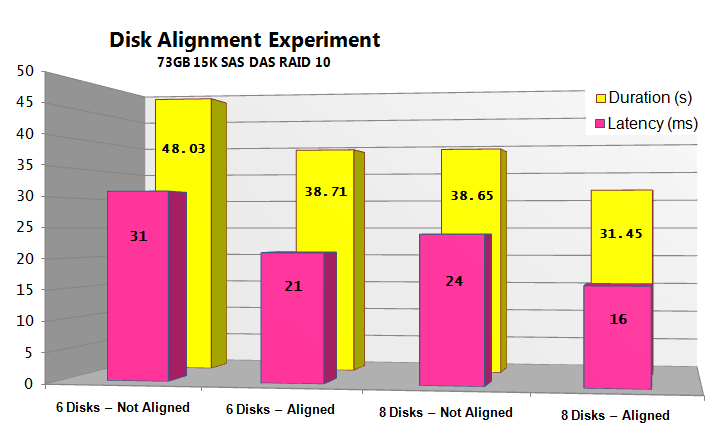 Disk Alignment Experiment
73GB 15K SAS DAS RAID 10
50
45
40
35
30
25
20
15
10
5
0
Duration (s)
Latency (ms)
48.03
38.71
38.65
31.45
31
21
24
16
6 Disks – Not Aligned
6 Disks – Aligned
8 Disks – Not Aligned
8 Disks – Aligned